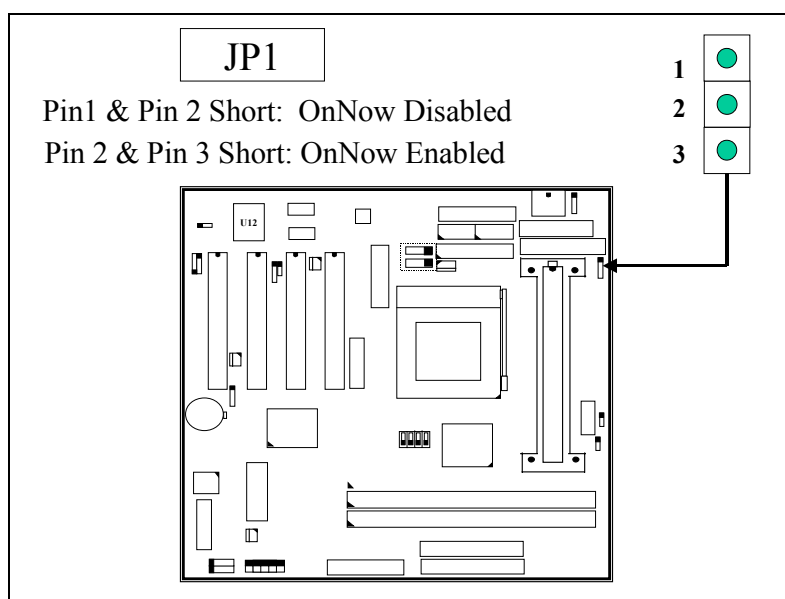 JP1
Pin1 & Pin 2 Short: OnNow Disabled
Pin 2 & Pin 3 Short: OnNow Enabled
1
2
3
U12